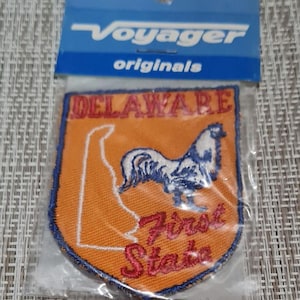 Voyager
originals
DELAWARE
First
State